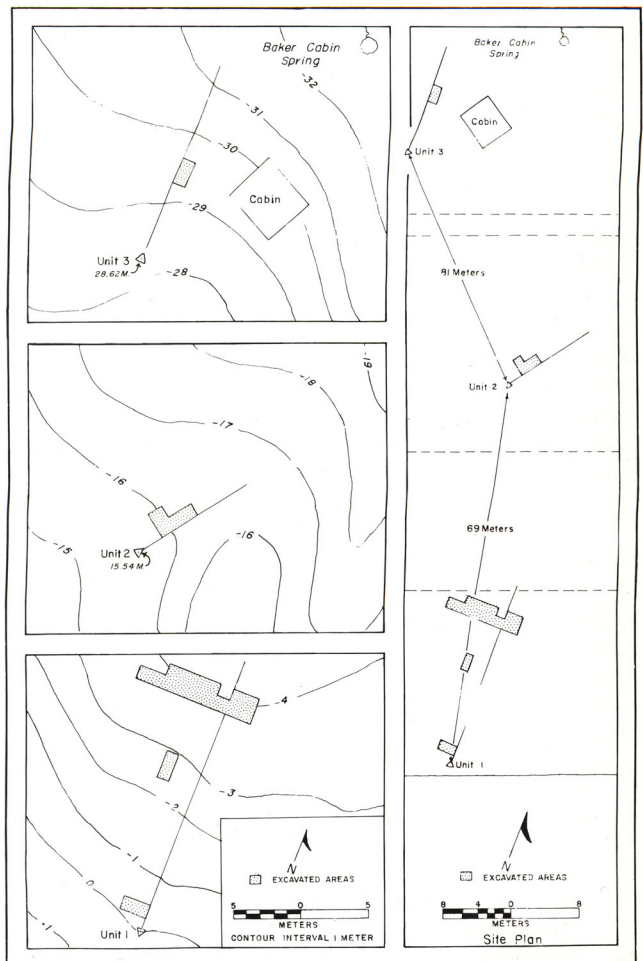 Baker Cabin
Spring
-32
-31
-30
Cabin
-29
Unit 3
28.62M.
-28
-19
-18
-17
-16
-16
-15
Unit 2
15.54 M.
-4
-3
-2
-1
0
+1
Unit 1
N
EXCAVATED AREAS
5 0 5
METERS
CONTOUR INTERVAL 1 METER
Baker Cabin
Spring
Cabin
Unit 3
81 Meters
Unit 2
69 Meters
Unit 1
N
EXCAVATED AREAS
8 4 0 8
METERS
Site Plan